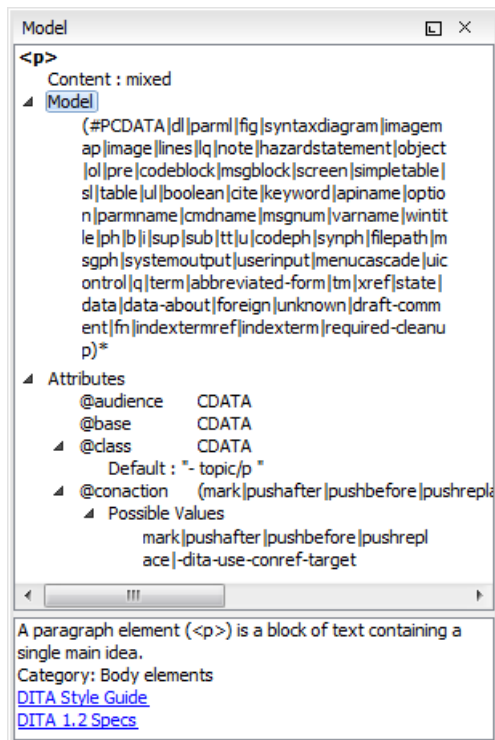 Model
<p>
Content : mixed
Model
(#PCDATA|dl|parml|fig|syntaxdiagram|imagem
ap|image|lines|lq|note|hazardstatement|object
|ol|pre|codeblock|msgblock|screen|simpletable|
sl|table|ul|boolean|cite|keyword|apiname|optio
n|parmname|cmdname|msgnum|varname|wintit
le|ph|b|i|sup|sub|tt|u|codeph|synph|filepath|m
sgph|systemoutput|userinput|menucascade|uic
ontrol|q|term|abbreviated-form|tm|xref|state|
data|data-about|foreign|unknown|draft-comm
ent|fn|indextermref|indexterm|required-cleanu
p)*
Attributes
@audience CDATA
@base CDATA
@class CDATA
Default : "- topic/p "
@conaction (mark|pushafter|pushbefore|pushrepla
Possible Values
mark|pushafter|pushbefore|pushrepl
ace|-dita-use-conref-target
A paragraph element (<p>) is a block of text containing a
single main idea.
Category: Body elements
DITA Style Guide
DITA 1.2 Specs